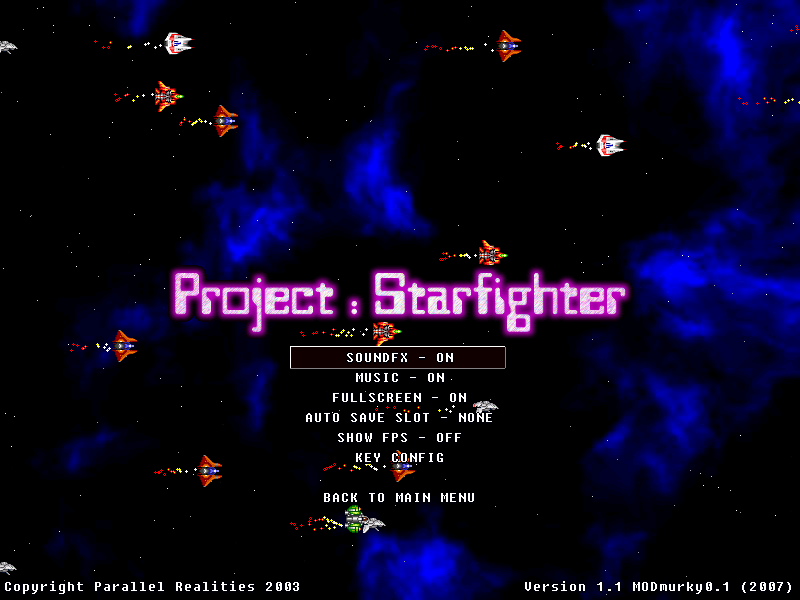 Project : Starfighter
SOUNDFX - ON
MUSIC - ON
FULLSCREEN - ON
AUTO SAVE SLOT - NONE
SHOW FPS - OFF
KEY CONFIG
BACK TO MAIN MENU
Copyright Parallel Realities 2003
Version 1.1 MODmurky0.1 (2007)